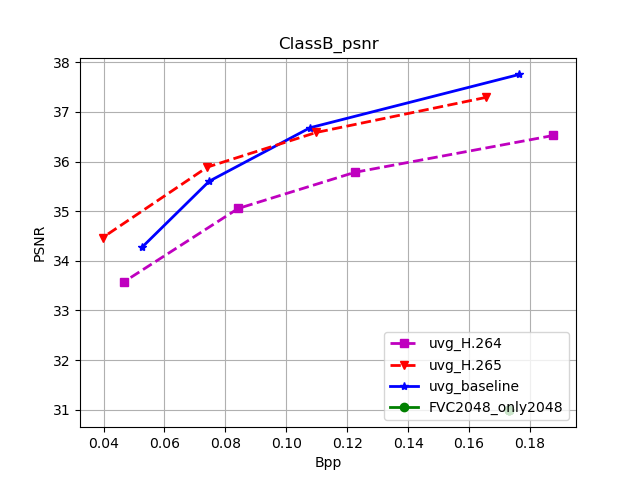 ClassB_psnr
38
37
36
35
34
33
32
31
PSNR
uvg_H.264
uvg_H.265
uvg_baseline
FVC2048_only2048
0.04 0.06 0.08 0.10 0.12 0.14 0.16 0.18
Bpp